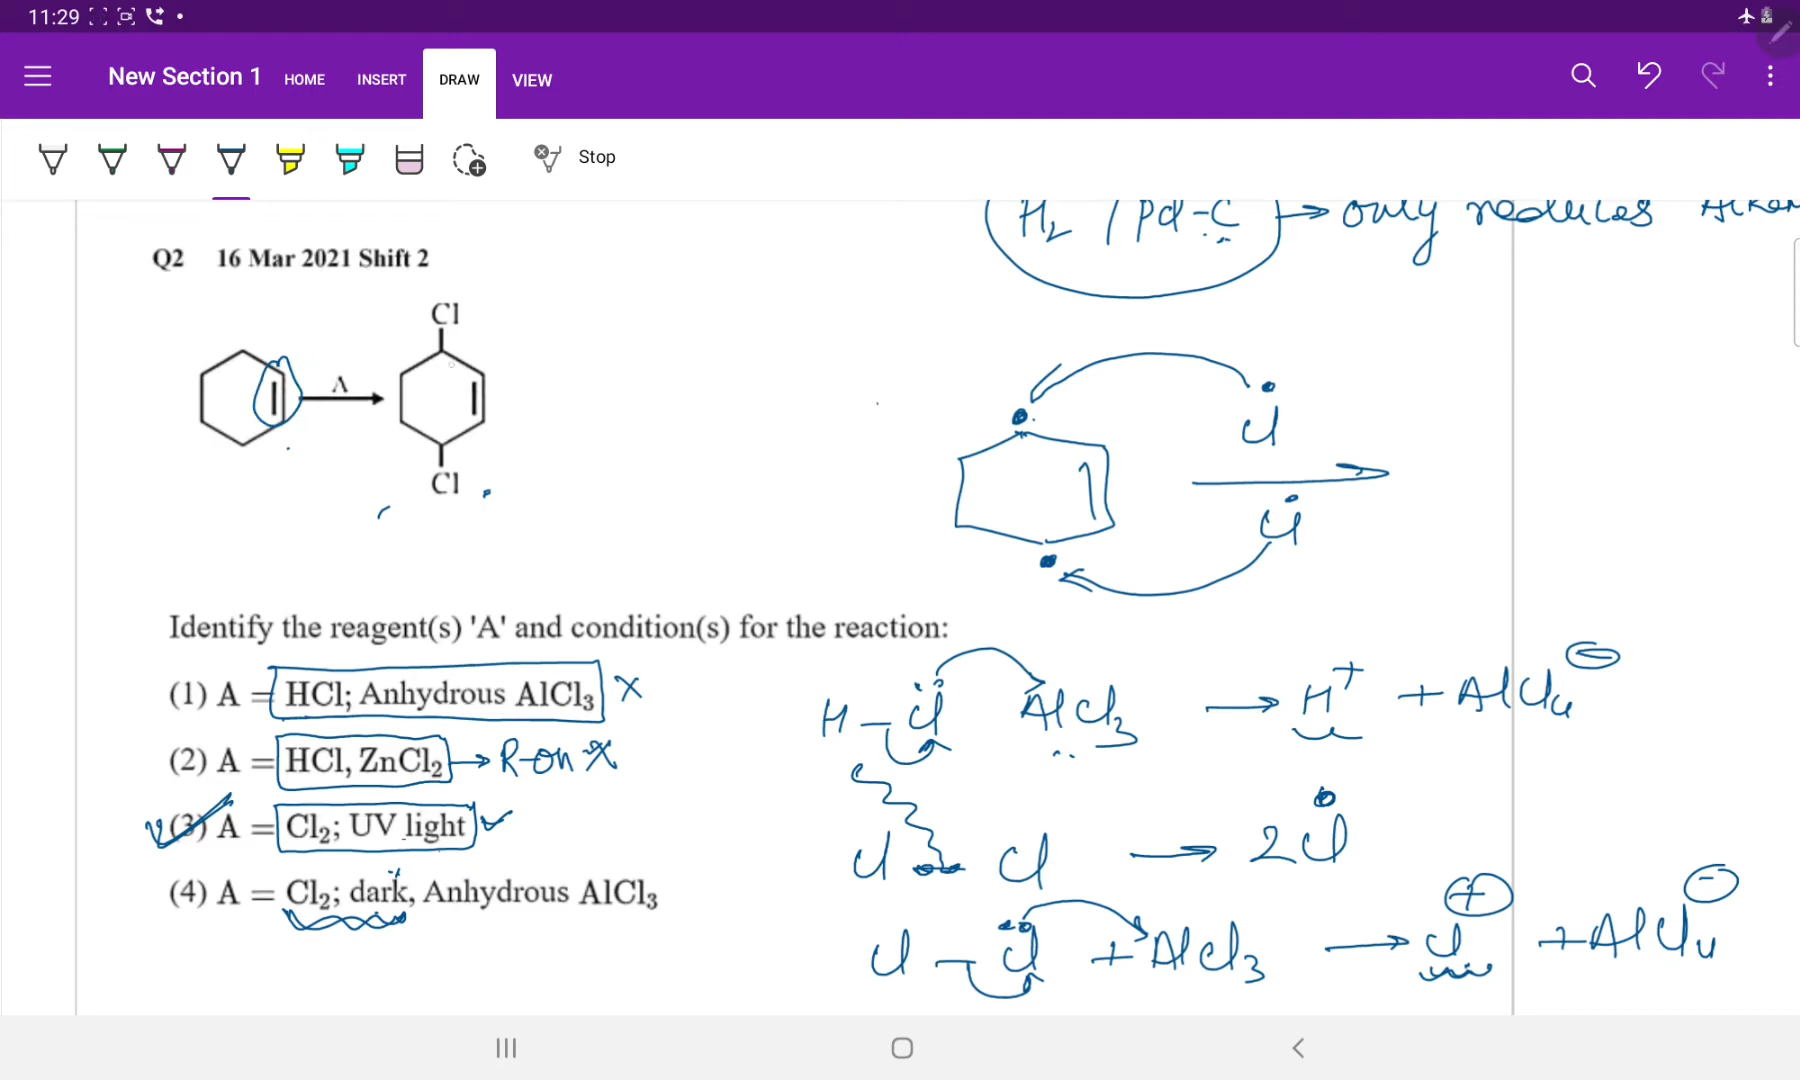 11:29
New Section 1 HOME INSERT DRAW VIEW
Stop
H2 / Pd-C → only reduces
Q2 16 Mar 2021 Shift 2
Cl
A
Cl
Cl
Cl
Identify the reagent(s) 'A' and condition(s) for the reaction:
(1) A = HCl; Anhydrous AlCl3 ×
(2) A = HCl, ZnCl2 → R-OH ×
(3) A = Cl2; UV light ✓
(4) A = Cl2; dark, Anhydrous AlCl3
H-Cl AlCl3 → H+ + AlCl4 ⊖
Cl-Cl → 2Cl•
Cl-Cl + AlCl3 → Cl ⊕ + AlCl4 ⊖